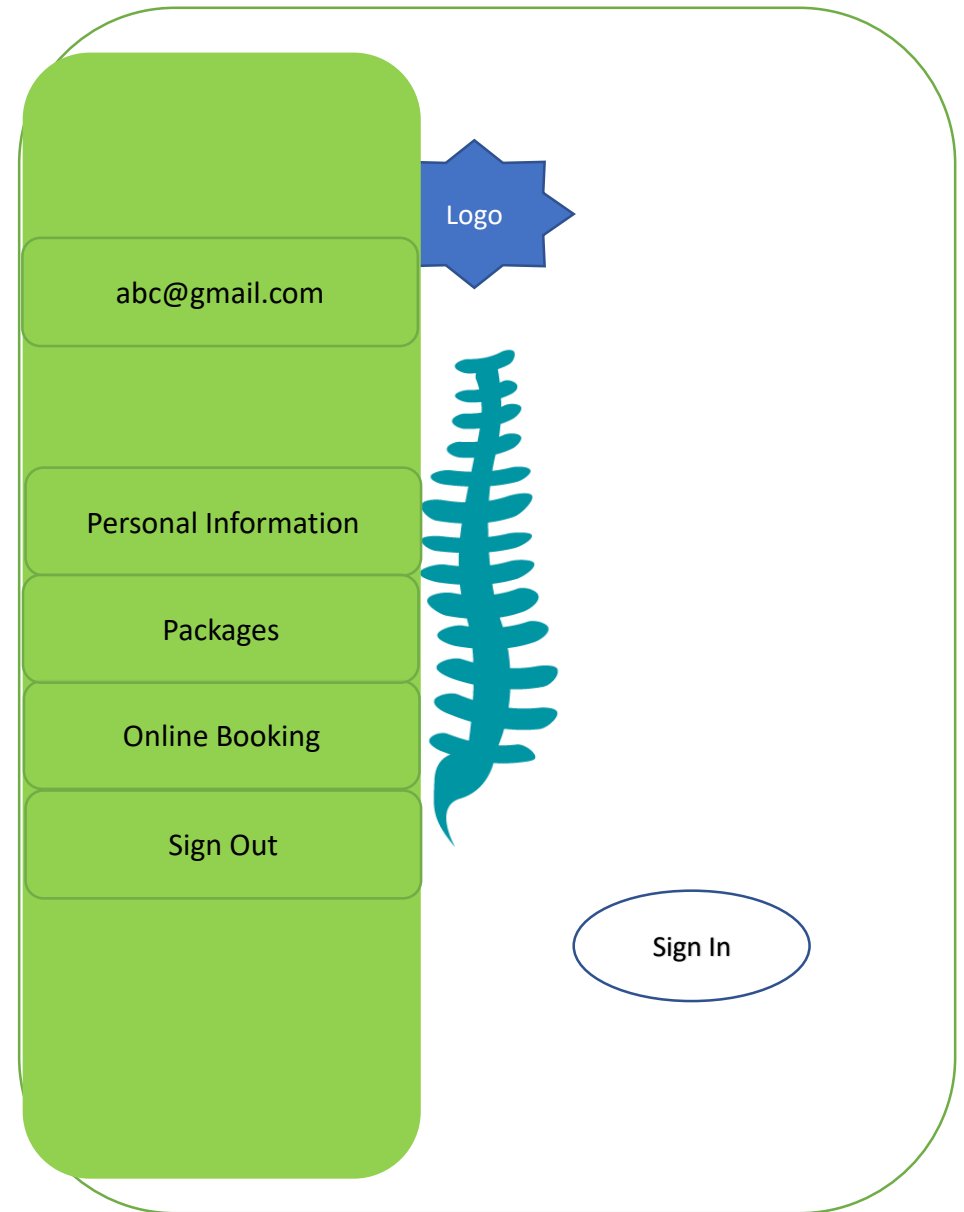 Logo
abc@gmail.com
Personal Information
Packages
Online Booking
Sign Out
Sign In